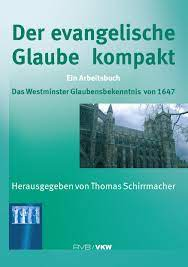 Der evangelische
Glaube kompakt
Ein Arbeitsbuch
Das Westminster Glaubensbekenntnis von 1647
Herausgegeben von Thomas Schirrmacher
RVB / VKW